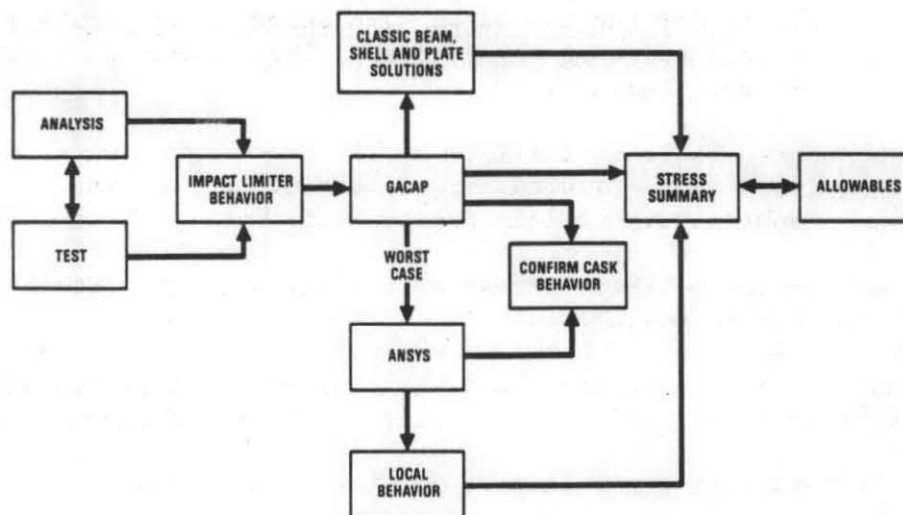 CLASSIC BEAM,
SHELL AND PLATE
SOLUTIONS
ANALYSIS
IMPACT LIMITER
BEHAVIOR
GACAP
STRESS
SUMMARY
ALLOWABLES
TEST
WORST
CASE
CONFIRM CASK
BEHAVIOR
ANSYS
LOCAL
BEHAVIOR